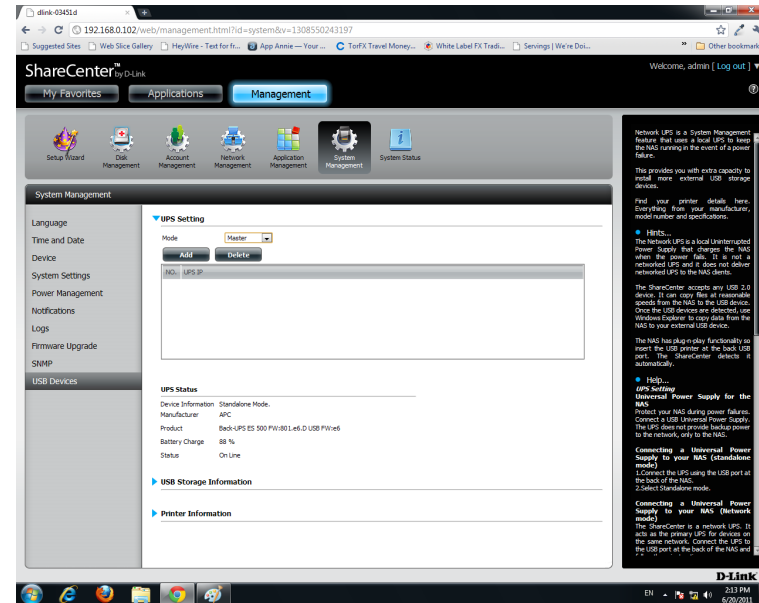 dlink-03451d
192.168.0.102/web/management.html?id=system&v=1308550243197
Suggested Sites Web Slice Gallery HeyWire - Text for fr... App Annie — Your ... TorFX Travel Money... White Label FX Tradi... Servings | We're Doi... » Other bookmark
ShareCenter™ by D-Link
Welcome, admin [ Log out ]
My Favorites Applications Management
Setup Wizard Disk Management Account Management Network Management Application Management System Management System Status
System Management
Language
Time and Date
Device
System Settings
Power Management
Notifications
Logs
Firmware Upgrade
SNMP
USB Devices
UPS Setting
Mode Master
Add Delete
NO. UPS IP
UPS Status
Device Information Standalone Mode.
Manufacturer APC
Product Back-UPS ES 500 FW:801.e6.D USB FW:e6
Battery Charge 88 %
Status On Line
USB Storage Information
Printer Information
Network UPS is a System Management
feature that uses a local UPS to keep
the NAS running in the event of a power
failure.
This provides you with extra capacity to
install more external USB storage
devices.
Find your printer details here.
Everything from your manufacturer,
model number and specifications.
Hints...
The Network UPS is a local Uninterrupted
Power Supply that charges the NAS
when the power fails. It is not a
networked UPS and it does not deliver
networked UPS to the NAS clients.
The ShareCenter accepts any USB 2.0
device. It can copy files at reasonable
speeds from the NAS to the USB device.
Once the USB devices are detected, use
Windows Explorer to copy data from the
NAS to your external USB device.
The NAS has plug-n-play functionality so
insert the USB printer at the back USB
port. The ShareCenter detects it
automatically.
Help...
UPS Setting
Universal Power Supply for the
NAS
Protect your NAS during power failures.
Connect a USB Universal Power Supply.
The UPS does not provide backup power
to the network, only to the NAS.
Connecting a Universal Power
Supply to your NAS (standalone
mode)
1.Connect the UPS using the USB port at
the back of the NAS.
2.Select Standalone mode.
Connecting a Universal Power
Supply to your NAS (Network
mode)
The ShareCenter is a network UPS. It
acts as the primary UPS for devices on
the same network. Connect the UPS to
the USB port at the back of the NAS and
D-Link
EN 2:13 PM
6/20/2011